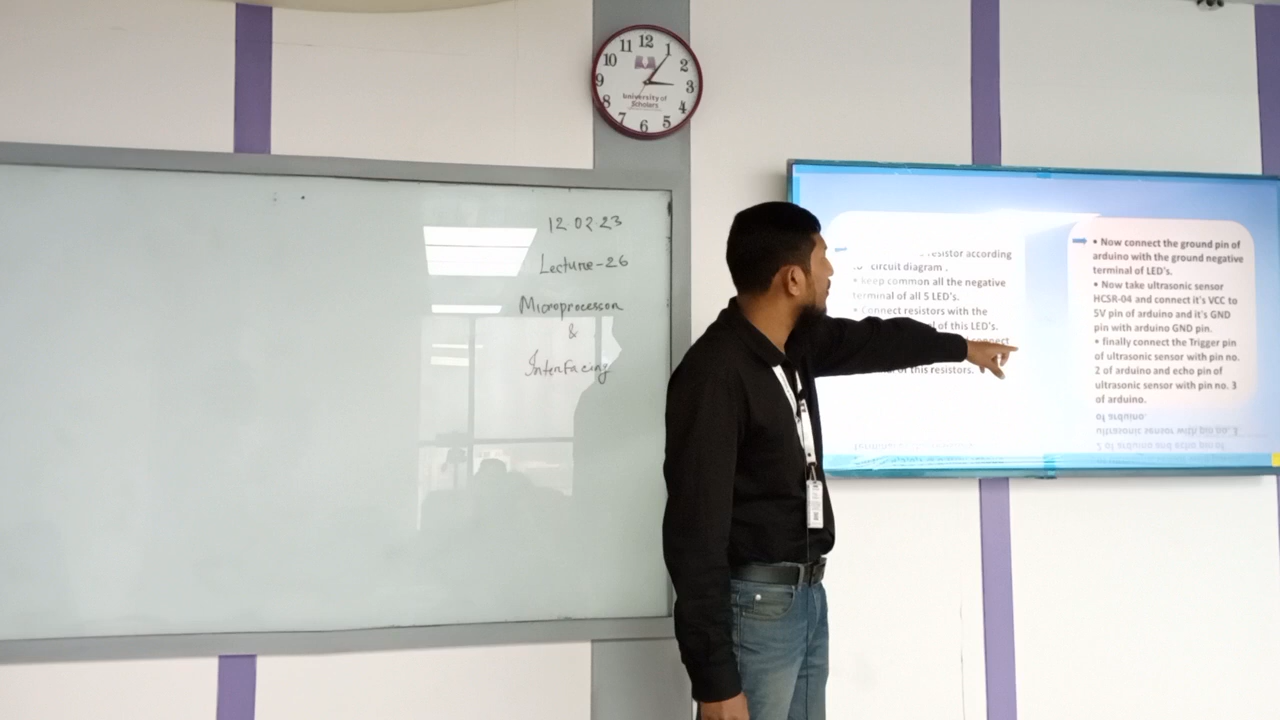 12
1
2
3
4
5
6
7
8
9
10
11
University of
Scholars
12.02.23
Lecture-26
Microprocesson
&
Interfacing
resistor according
circuit diagram .
• keep common all the negative
terminal of all 5 LED's.
• Connect resistors with the
of this LED's.
connect
of this resistors.
• Now connect the ground pin of
arduino with the ground negative
terminal of LED's.
• Now take ultrasonic sensor
HCSR-04 and connect it's VCC to
5V pin of arduino and it's GND
pin with arduino GND pin.
• finally connect the Trigger pin
of ultrasonic sensor with pin no.
2 of arduino and echo pin of
ultrasonic sensor with pin no. 3
of arduino.